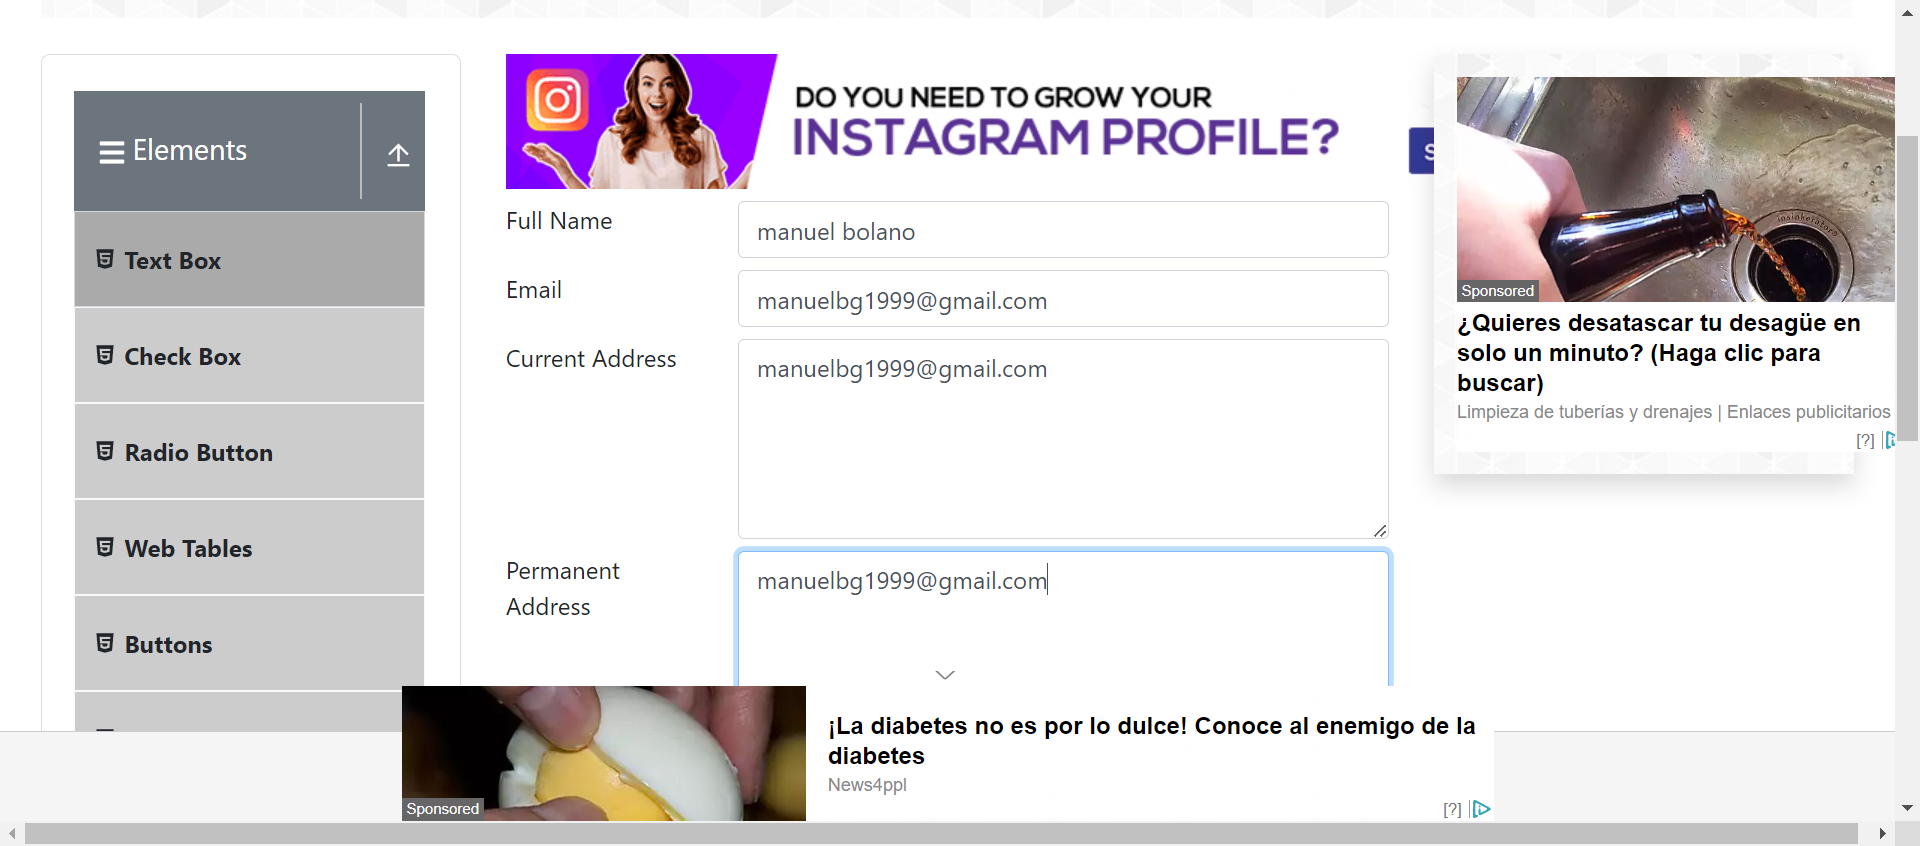 Elements
Text Box
Check Box
Radio Button
Web Tables
Buttons
DO YOU NEED TO GROW YOUR
INSTAGRAM PROFILE?
S
Full Name
manuel bolano
Email
manuelbg1999@gmail.com
Current Address
manuelbg1999@gmail.com
Permanent
Address
manuelbg1999@gmail.com
insinkerator
Sponsored
¿Quieres desatascar tu desagüe en
solo un minuto? (Haga clic para
buscar)
Limpieza de tuberías y drenajes | Enlaces publicitarios
[?]
Sponsored
¡La diabetes no es por lo dulce! Conoce al enemigo de la
diabetes
News4ppl
[?]